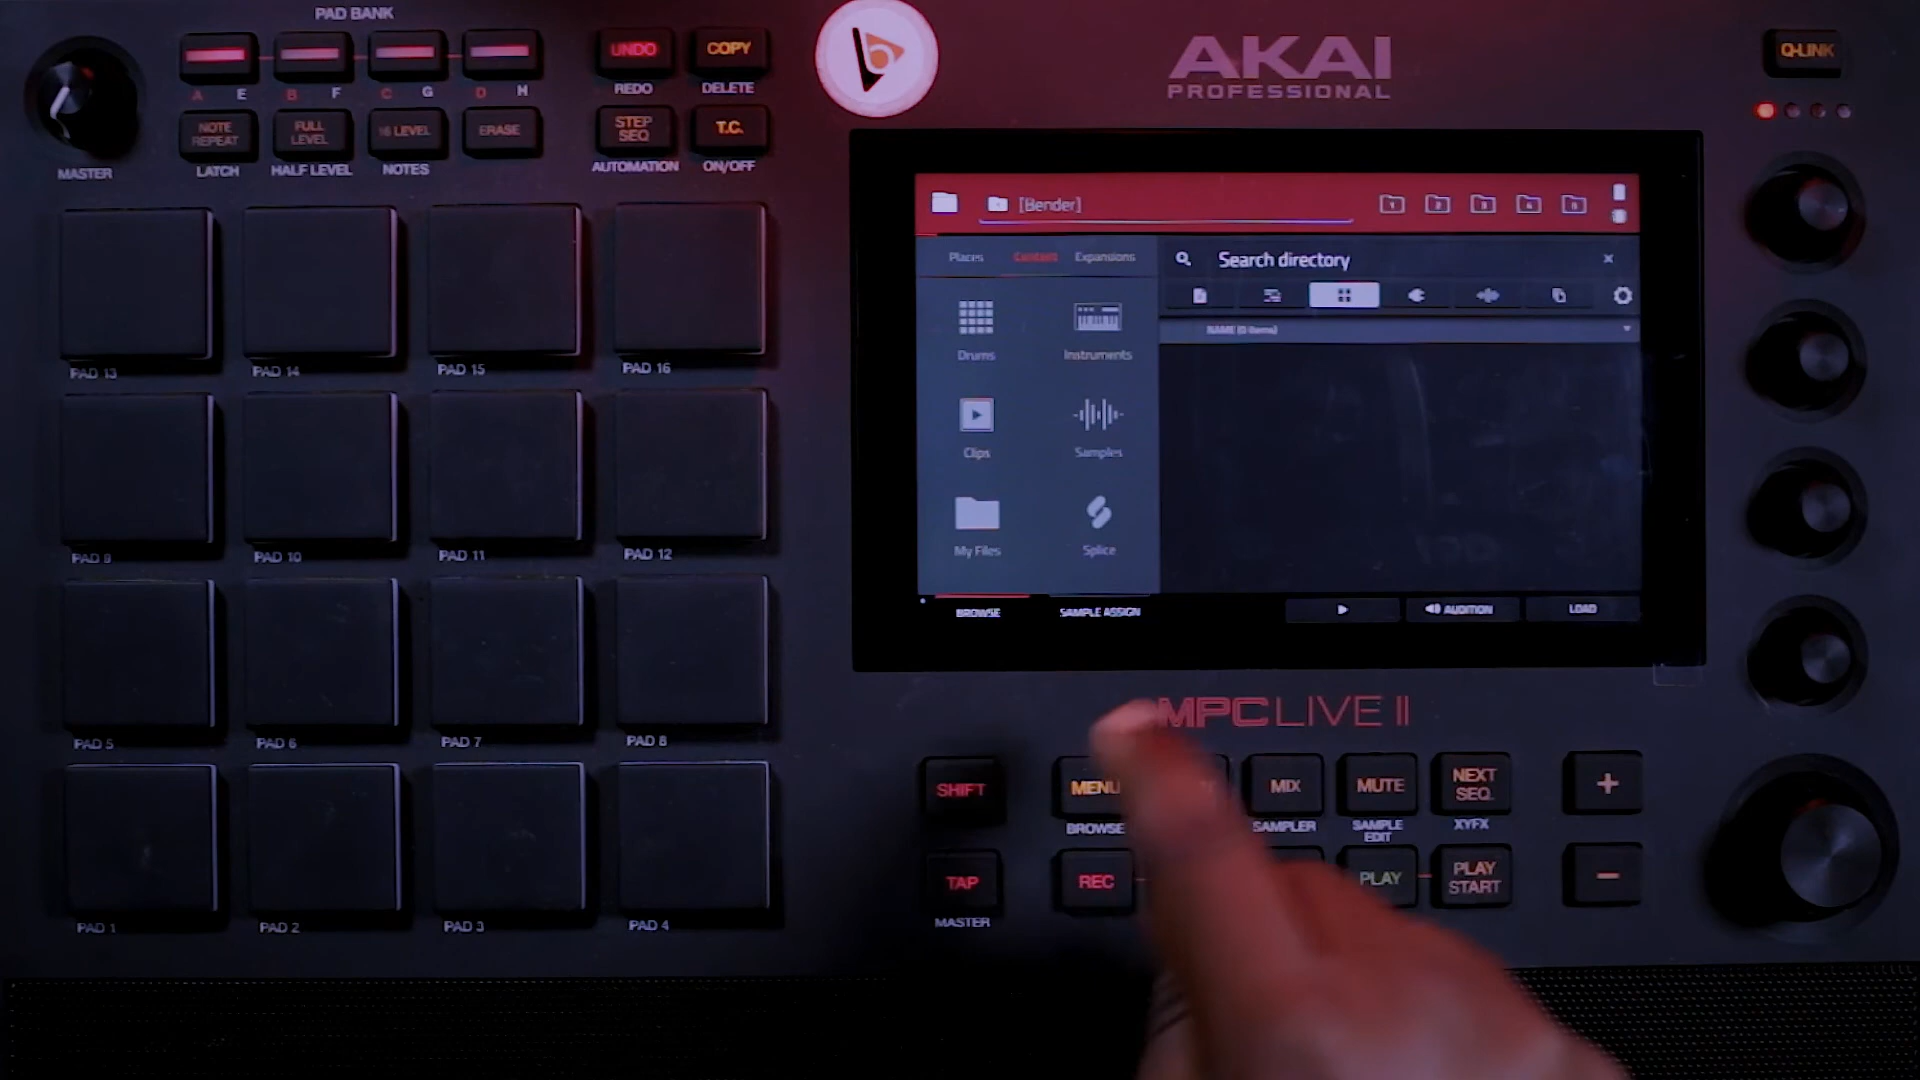 PAD BANK
A E B F C G D H
UNDO
COPY
REDO
DELETE
NOTE REPEAT
FULL LEVEL
16 LEVEL
ERASE
STEP SEQ
T.C.
LATCH
HALF LEVEL
NOTES
AUTOMATION
ON/OFF
MASTER
AKAI
PROFESSIONAL
Q-LINK
[Bender]
Places
Content
Expansions
Search directory
NAME (0 items)
Drums
Instruments
Clips
Samples
My Files
Splice
BROWSE
SAMPLE ASSIGN
AUDITION
LOAD
PAD 13
PAD 14
PAD 15
PAD 16
PAD 9
PAD 10
PAD 11
PAD 12
PAD 5
PAD 6
PAD 7
PAD 8
PAD 1
PAD 2
PAD 3
PAD 4
MPC LIVE II
SHIFT
MENU
MIX
MUTE
NEXT SEQ.
+
BROWSE
SAMPLER
SAMPLE EDIT
XYFX
TAP
REC
PLAY
PLAY START
−
MASTER